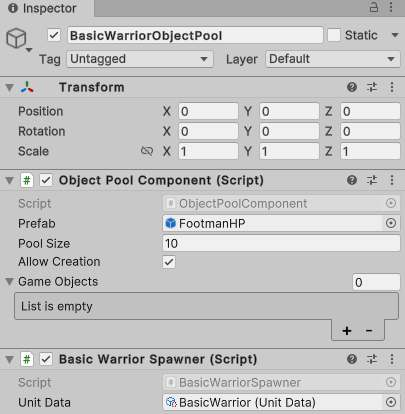 Inspector
BasicWarriorObjectPool Static
Tag Untagged Layer Default
Transform
Position X 0 Y 0 Z 0
Rotation X 0 Y 0 Z 0
Scale X 1 Y 1 Z 1
# Object Pool Component (Script)
Script ObjectPoolComponent
Prefab FootmanHP
Pool Size 10
Allow Creation
Game Objects 0
List is empty
+ -
# Basic Warrior Spawner (Script)
Script BasicWarriorSpawner
Unit Data BasicWarrior (Unit Data)